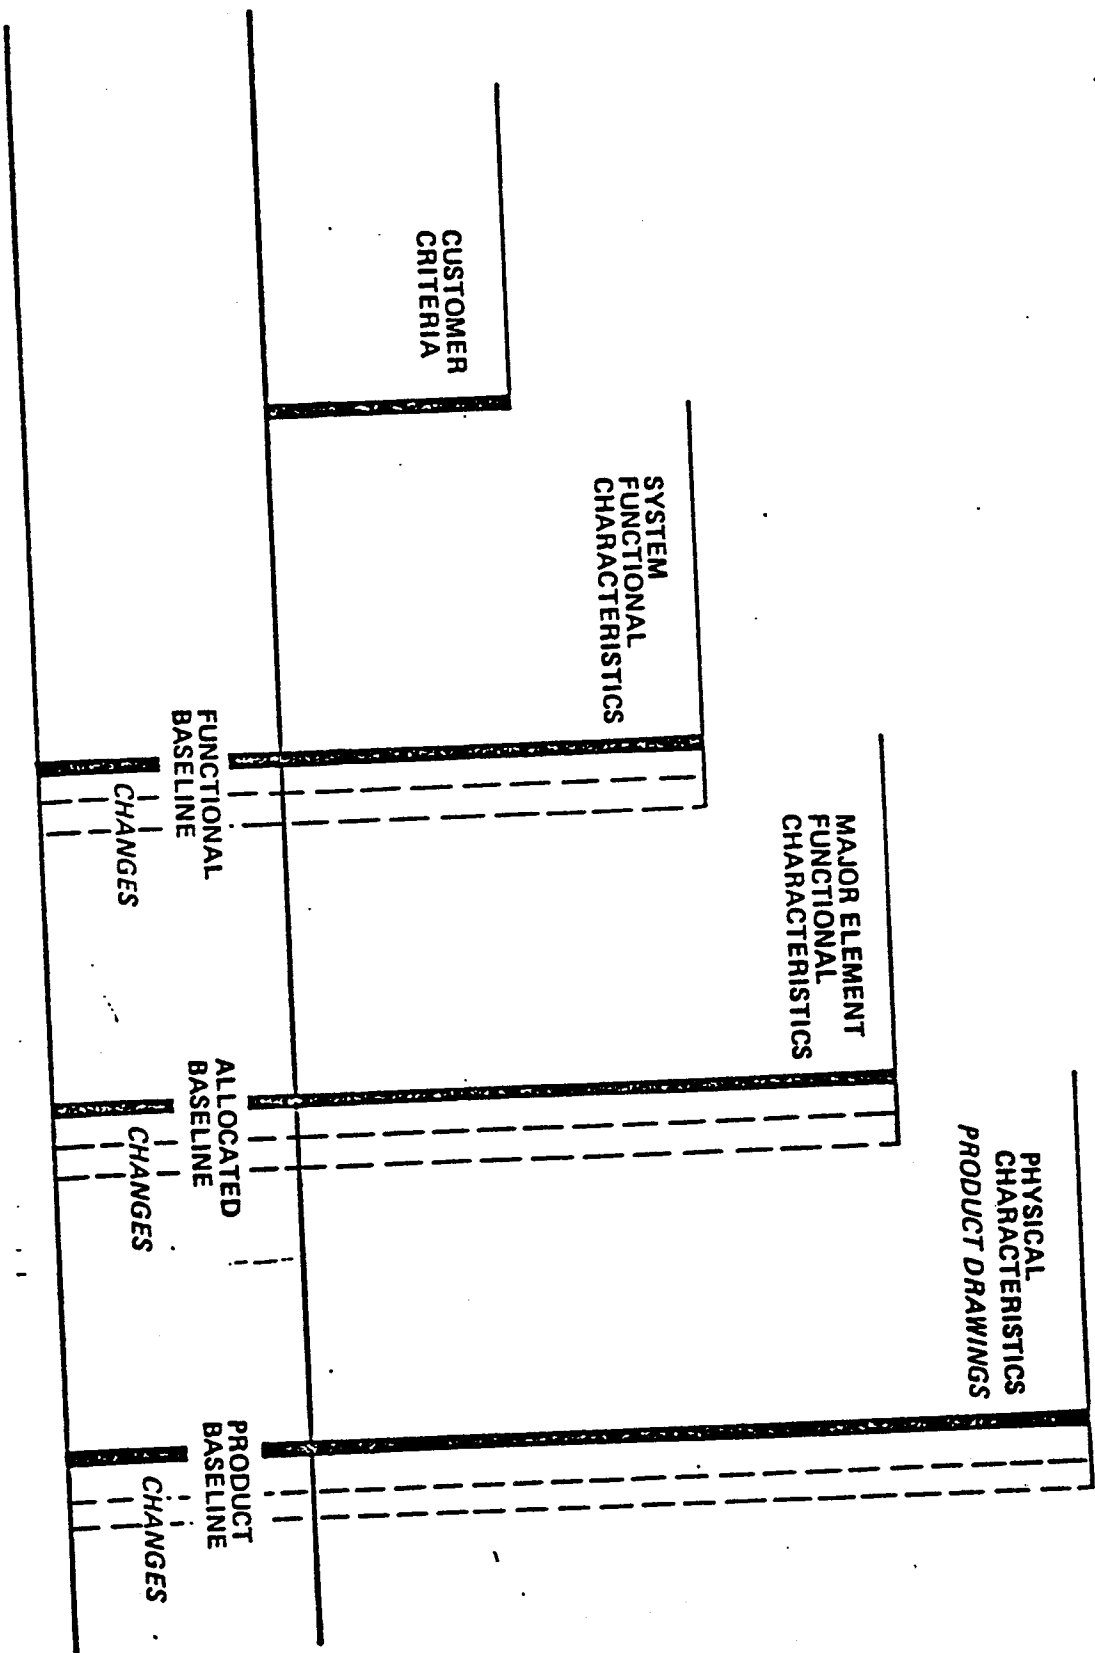 CUSTOMER
CRITERIA
SYSTEM
FUNCTIONAL
CHARACTERISTICS
MAJOR ELEMENT
FUNCTIONAL
CHARACTERISTICS
PHYSICAL
CHARACTERISTICS
PRODUCT DRAWINGS
FUNCTIONAL
BASELINE
CHANGES
ALLOCATED
BASELINE
CHANGES
PRODUCT
BASELINE
CHANGES